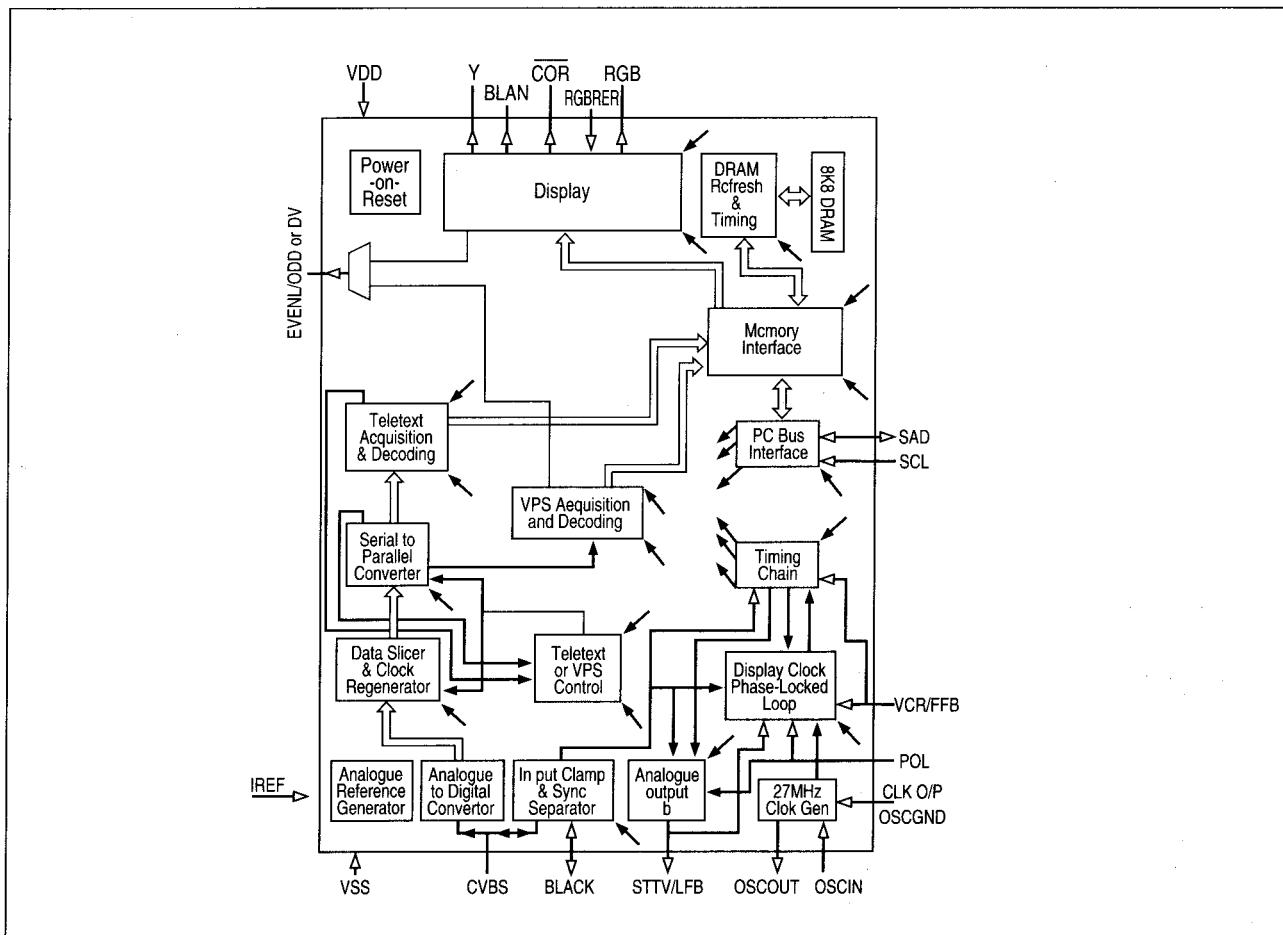 VDD
Y
BLAN
COR
RGBRER
RGB
Power
-on-
Reset
Display
DRAM
Rcfresh
&
Timing
8K8 DRAM
EVENL/ODD or DV
Mcmory
Interface
Teletext
Acquisition
& Decoding
PC Bus
Interface
SAD
SCL
VPS Aequisition
and Decoding
Serial to
Parallel
Converter
Timing
Chain
Data Slicer
& Clock
Regenerator
Teletext
or VPS
Control
Display Clock
Phase-Locked
Loop
VCR/FFB
POL
IREF
Analogue
Reference
Generator
Analogue
to Digital
Convertor
In put Clamp
& Sync
Separator
Analogue
output
b
27MHz
Clok Gen
CLK O/P
OSCGND
VSS
CVBS
BLACK
STTV/LFB
OSCOUT
OSCIN